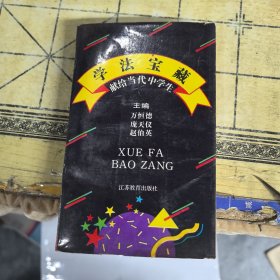 学法宝藏
献给当代中学生
主编
万恒德
庞天仪
赵伯英
XUE FA
BAO ZANG
江苏教育出版社